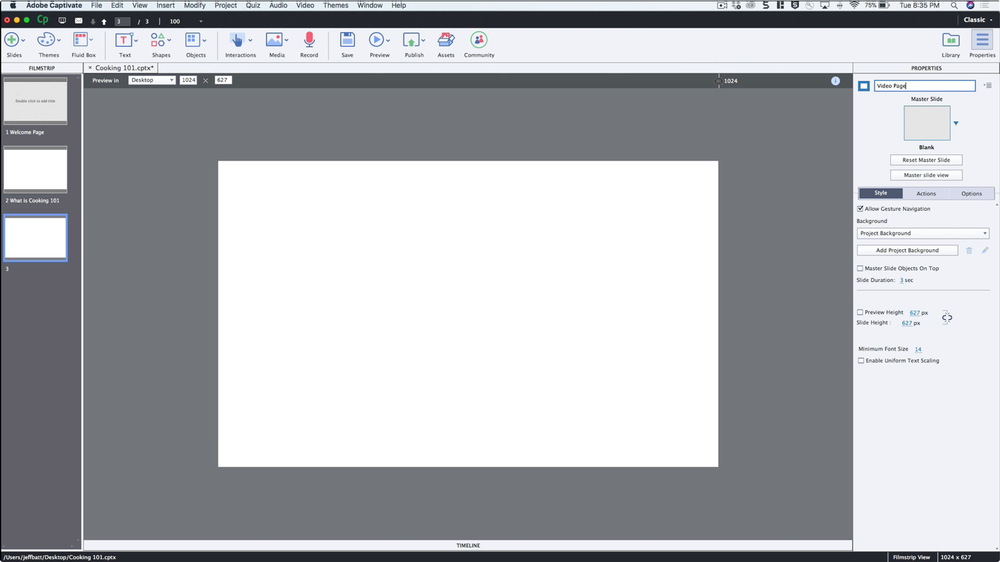 Adobe Captivate File Edit View Insert Modify Project Quiz Audio Video Themes Window Help 75% Tue 8:35 PM
Cp 3 / 3 100 Classic
Slides Themes Fluid Box Text Shapes Objects Interactions Media Record Save Preview Publish Assets Community Library Properties
FILMSTRIP
× Cooking 101.cptx*
PROPERTIES
Preview in Desktop 1024 × 627 1024
Double click to add title
1 Welcome Page
2 What is Cooking 101
3
Video Page
Master Slide
Blank
Reset Master Slide
Master slide view
Style Actions Options
Allow Gesture Navigation
Background
Project Background
Add Project Background
Master Slide Objects On Top
Slide Duration: 3 sec
Preview Height 627 px
Slide Height : 627 px
Minimum Font Size 14
Enable Uniform Text Scaling
TIMELINE
/Users/jeffbatt/Desktop/Cooking 101.cptx Filmstrip View 1024 x 627